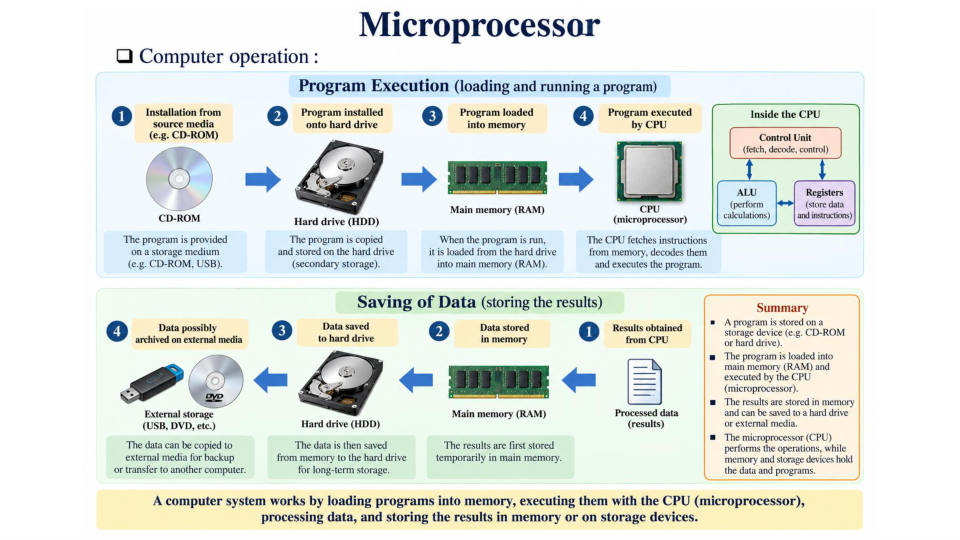 Microprocessor
❑ Computer operation :
Program Execution (loading and running a program)
1
Installation from
source media
(e.g. CD-ROM)
CD-ROM
The program is provided
on a storage medium
(e.g. CD-ROM, USB).
2
Program installed
onto hard drive
Hard drive (HDD)
The program is copied
and stored on the hard drive
(secondary storage).
3
Program loaded
into memory
Main memory (RAM)
When the program is run,
it is loaded from the hard drive
into main memory (RAM).
4
Program executed
by CPU
CPU
(microprocessor)
The CPU fetches instructions
from memory, decodes them
and executes the program.
Inside the CPU
Control Unit
(fetch, decode, control)
ALU
(perform
calculations)
Registers
(store data
and instructions)
Saving of Data (storing the results)
4
Data possibly
archived on external media
DVD
External storage
(USB, DVD, etc.)
The data can be copied to
external media for backup
or transfer to another computer.
3
Data saved
to hard drive
Hard drive (HDD)
The data is then saved
from memory to the hard drive
for long-term storage.
2
Data stored
in memory
Main memory (RAM)
The results are first stored
temporarily in main memory.
1
Results obtained
from CPU
Processed data
(results)
Summary
▪ A program is stored on a
storage device (e.g. CD-ROM
or hard drive).
▪ The program is loaded into
main memory (RAM) and
executed by the CPU
(microprocessor).
▪ The results are stored in memory
and can be saved to a hard drive
or external media.
▪ The microprocessor (CPU)
performs the operations, while
memory and storage devices hold
the data and programs.
A computer system works by loading programs into memory, executing them with the CPU (microprocessor),
processing data, and storing the results in memory or on storage devices.